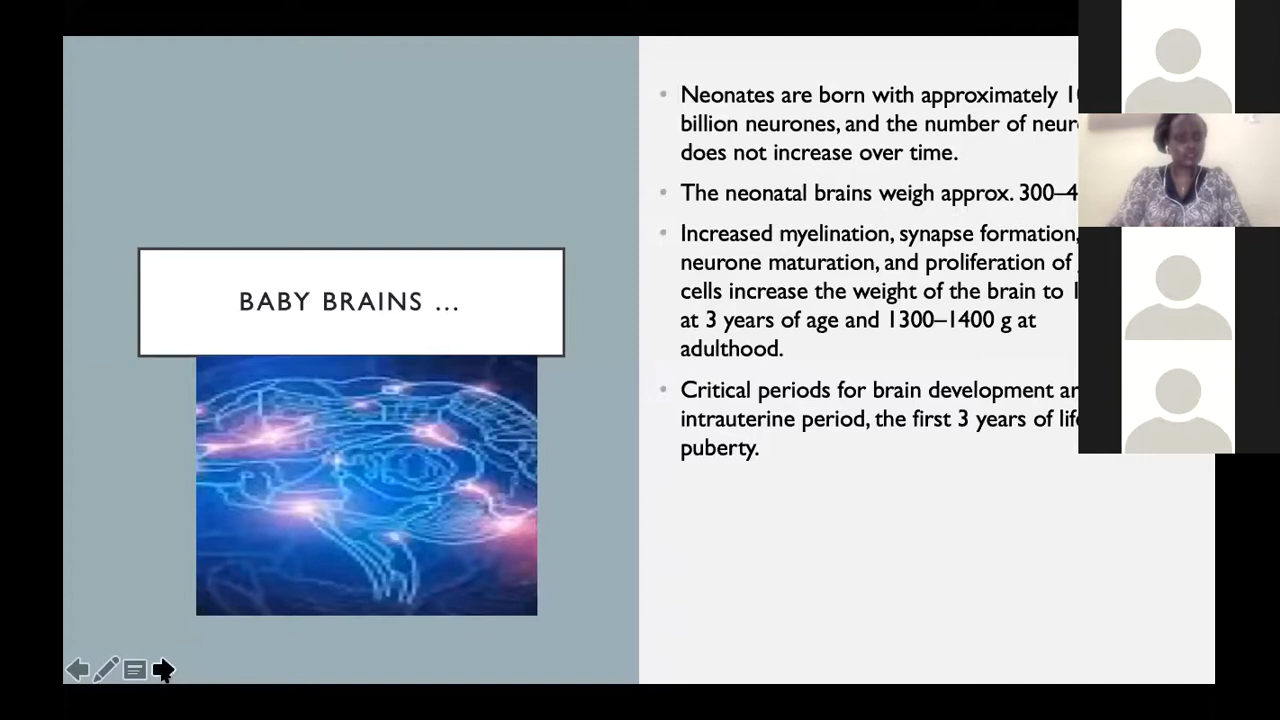 BABY BRAINS ...
Neonates are born with approximately
billion neurones, and the number of
does not increase over time.
The neonatal brains weigh approx.
Increased myelination, synapse formation,
neurone maturation, and proliferation of
cells increase the weight of the brain to
at 3 years of age and 1300–1400 g at
adulthood.
Critical periods for brain development
intrauterine period, the first 3 years of
puberty.